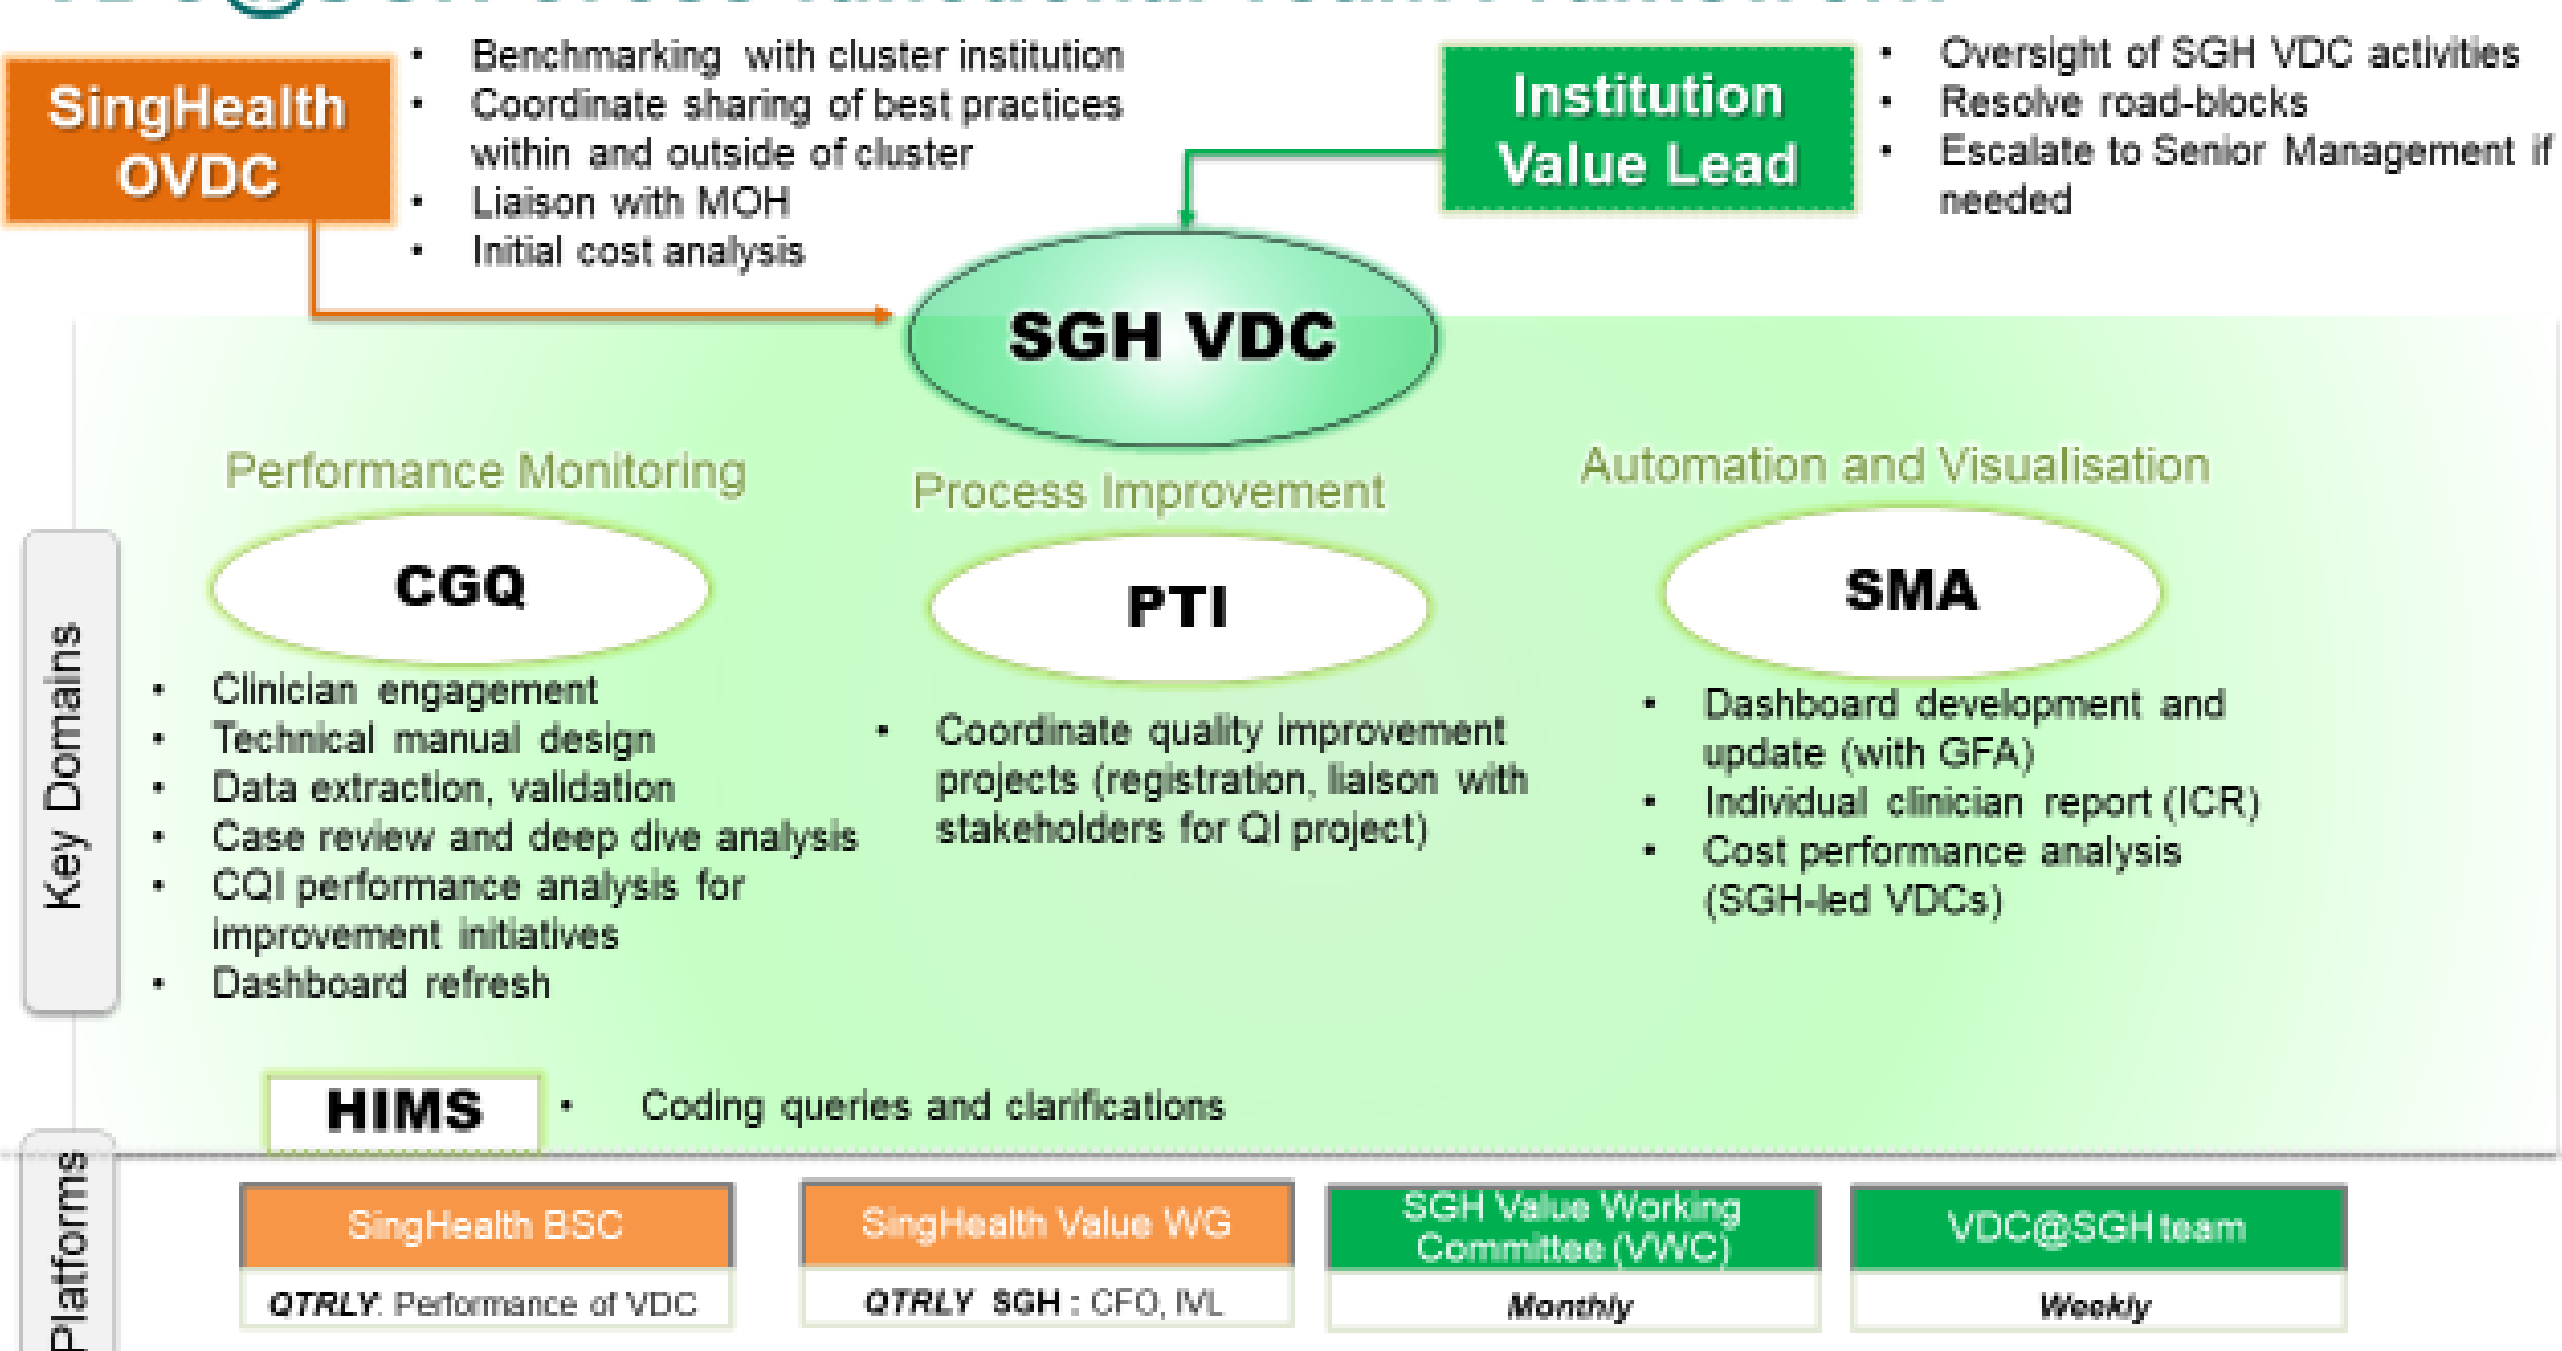 SingHealth
OVDC
• Benchmarking with cluster institution
• Coordinate sharing of best practices
within and outside of cluster
• Liaison with MOH
• Initial cost analysis
Institution
Value Lead
• Oversight of SGH VDC activities
• Resolve road-blocks
• Escalate to Senior Management if
needed
SGH VDC
Key Domains
Performance Monitoring
CGQ
• Clinician engagement
• Technical manual design
• Data extraction, validation
• Case review and deep dive analysis
• CQI performance analysis for
improvement initiatives
• Dashboard refresh
Process Improvement
PTI
• Coordinate quality improvement
projects (registration, liaison with
stakeholders for QI project)
Automation and Visualisation
SMA
• Dashboard development and
update (with GFA)
• Individual clinician report (ICR)
• Cost performance analysis
(SGH-led VDCs)
HIMS
• Coding queries and clarifications
Platforms
SingHealth BSC
QTRLY: Performance of VDC
SingHealth Value WG
QTRLY SGH : CFO, IVL
SGH Value Working
Committee (VWC)
Monthly
VDC@SGH team
Weekly